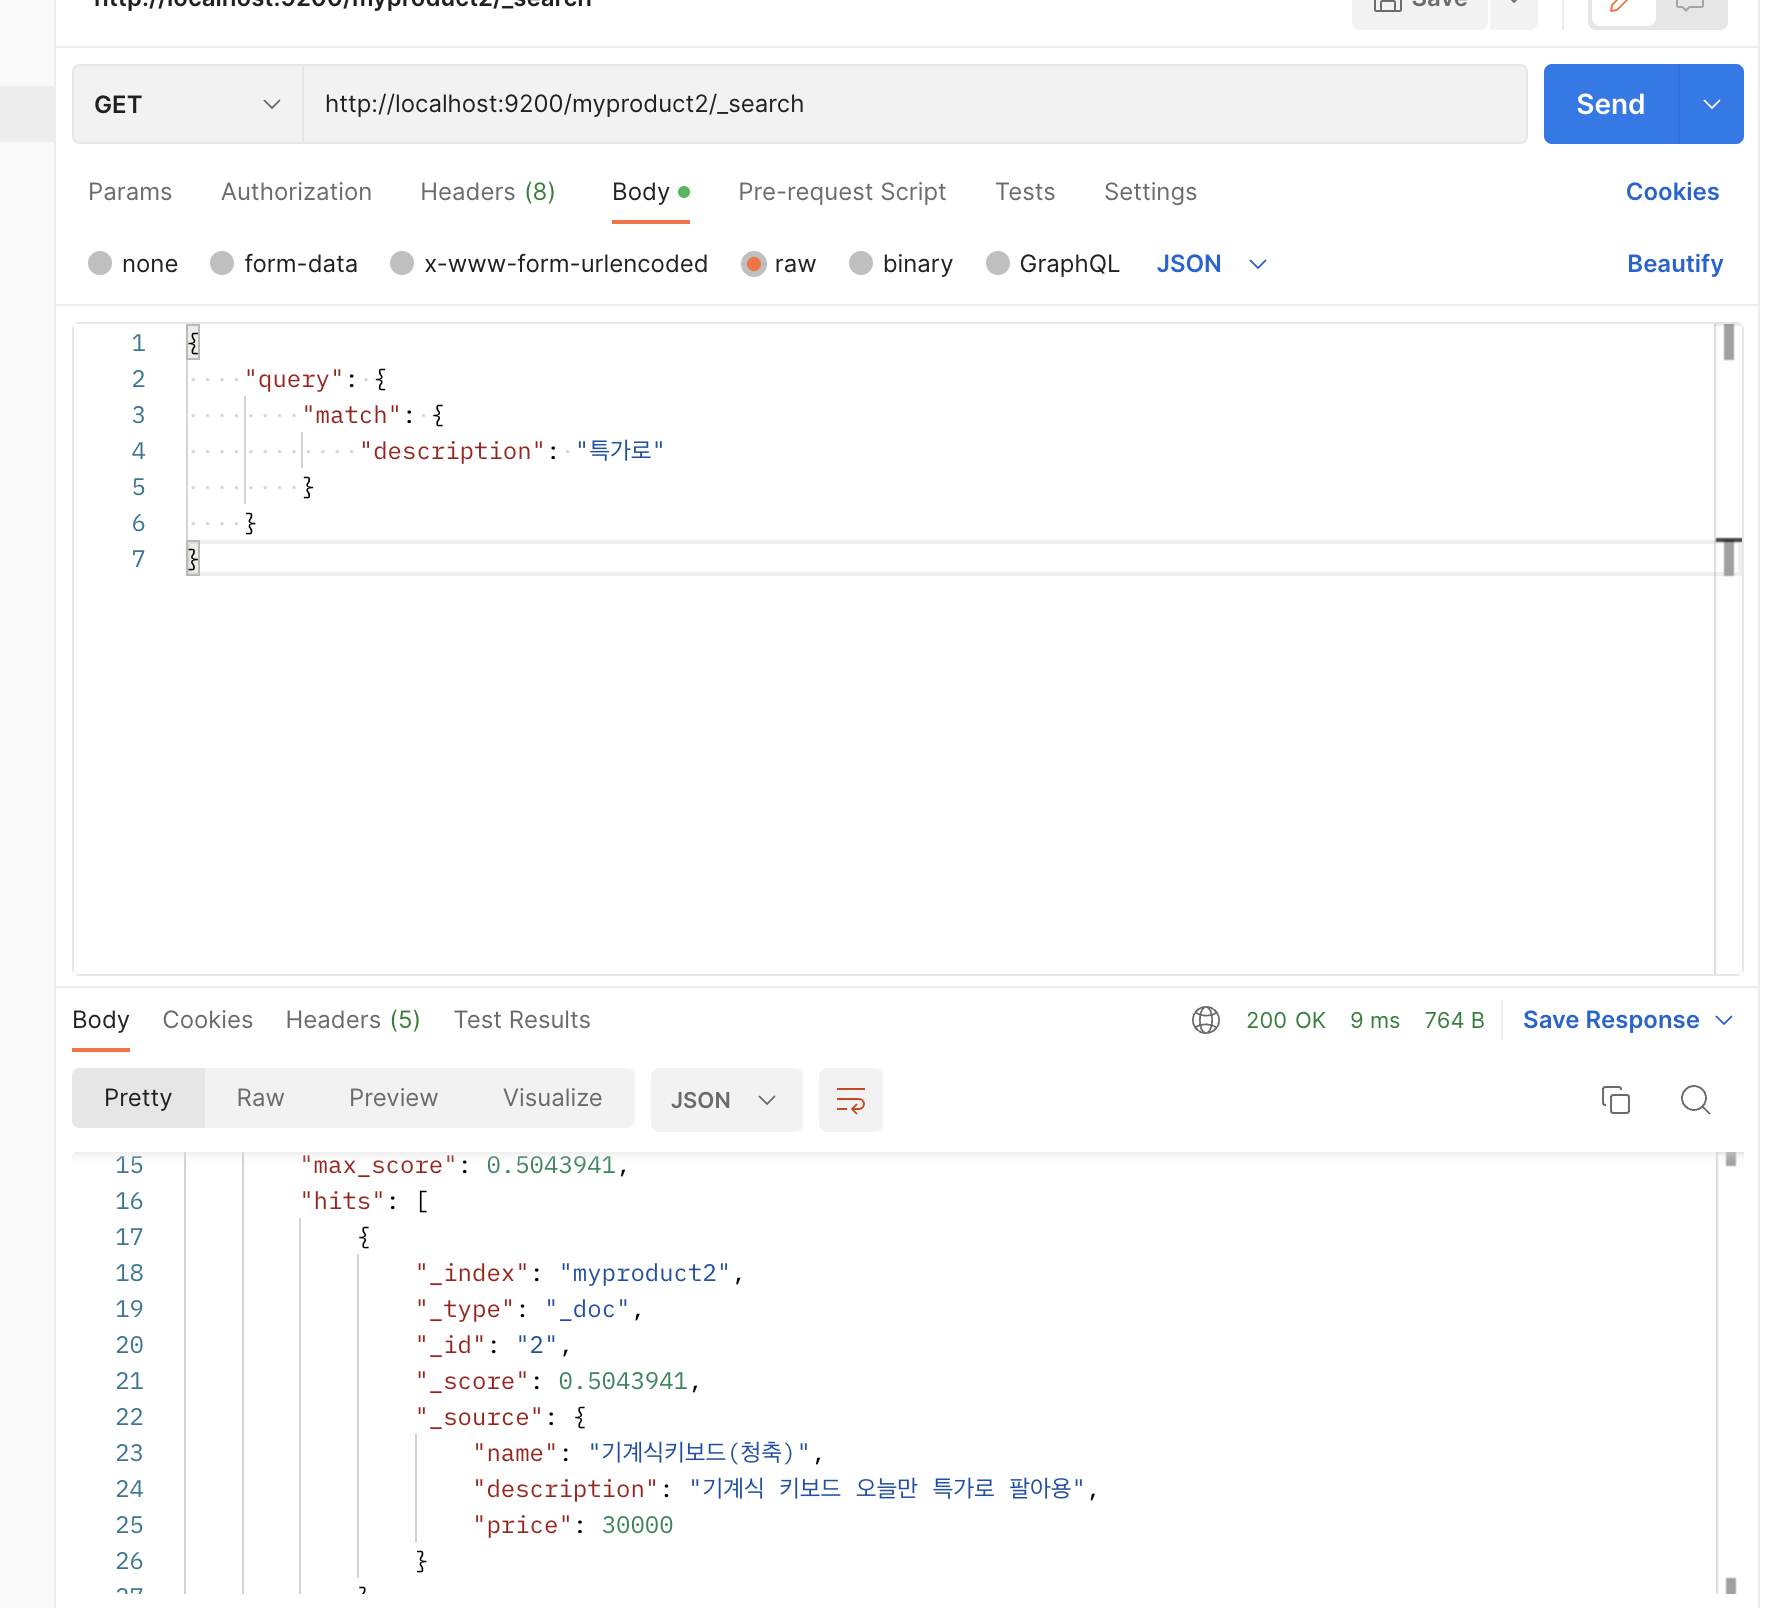 http://localhost:9200/myproduct2/_search
Save
GET
http://localhost:9200/myproduct2/_search
Send
Params Authorization Headers (8) Body Pre-request Script Tests Settings Cookies
none form-data x-www-form-urlencoded raw binary GraphQL JSON Beautify
1 {
2 "query": {
3 "match": {
4 "description": "특가로"
5 }
6 }
7 }
Body Cookies Headers (5) Test Results 200 OK 9 ms 764 B Save Response
Pretty Raw Preview Visualize JSON
15 "max_score": 0.5043941,
16 "hits": [
17 {
18 "_index": "myproduct2",
19 "_type": "_doc",
20 "_id": "2",
21 "_score": 0.5043941,
22 "_source": {
23 "name": "기계식키보드(청축)",
24 "description": "기계식 키보드 오늘만 특가로 팔아용",
25 "price": 30000
26 }
27 }